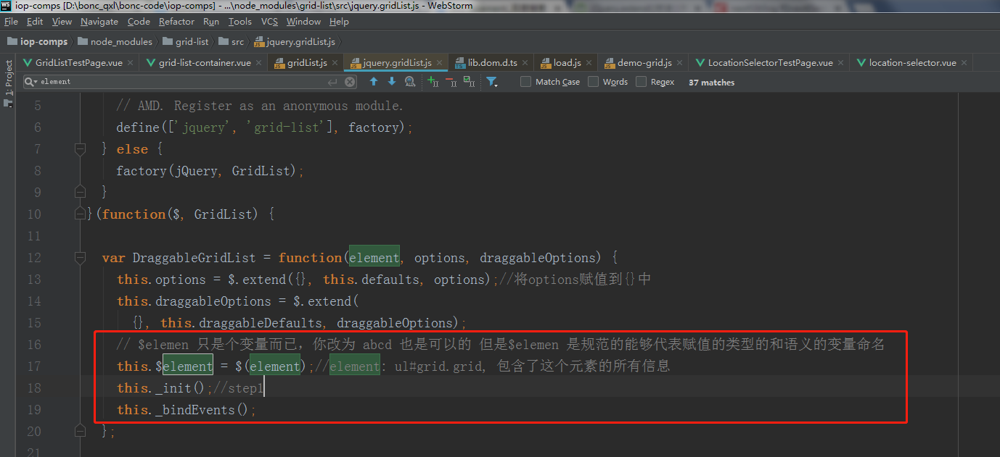 iop-comps [D:\bonc_qxl\bonc-code\iop-comps] - ...\node_modules\grid-list\src\jquery.gridList.js - WebStorm
File Edit View Navigate Code Refactor Run Tools VCS Window Help
iop-comps node_modules grid-list src jquery.gridList.js
GridListTestPage.vue grid-list-container.vue gridList.js jquery.gridList.js lib.dom.d.ts load.js demo-grid.js LocationSelectorTestPage.vue location-selector.vue
1: Project
element Match Case Words Regex 37 matches
5 // AMD. Register as an anonymous module.
6 define(['jquery', 'grid-list'], factory);
7 } else {
8 factory(jQuery, GridList);
9 }
10 }(function($, GridList) {
11
12 var DraggableGridList = function(element, options, draggableOptions) {
13 this.options = $.extend({}, this.defaults, options);//将options赋值到{}中
14 this.draggableOptions = $.extend(
15 {}, this.draggableDefaults, draggableOptions);
16 // $elemen 只是个变量而已，你改为 abcd 也是可以的 但是$elemen 是规范的能够代表赋值的类型的和语义的变量命名
17 this.$element = $(element);//element: ul#grid.grid, 包含了这个元素的所有信息
18 this._init();//step1
19 this._bindEvents();
20 };
21